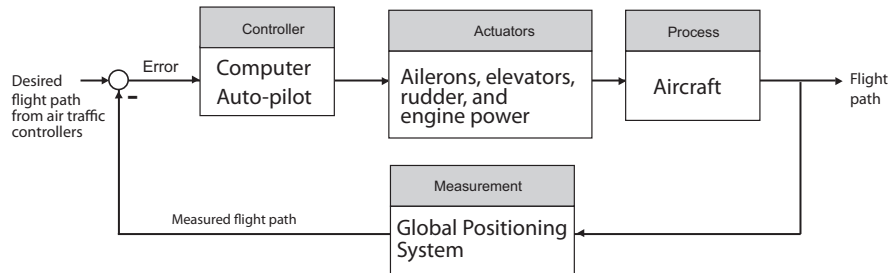 Controller
Actuators
Process
Desired
flight path
from air traffic
controllers
Error
Computer
Auto-pilot
Ailerons, elevators,
rudder, and
engine power
Aircraft
Flight
path
-
Measurement
Measured flight path
Global Positioning
System